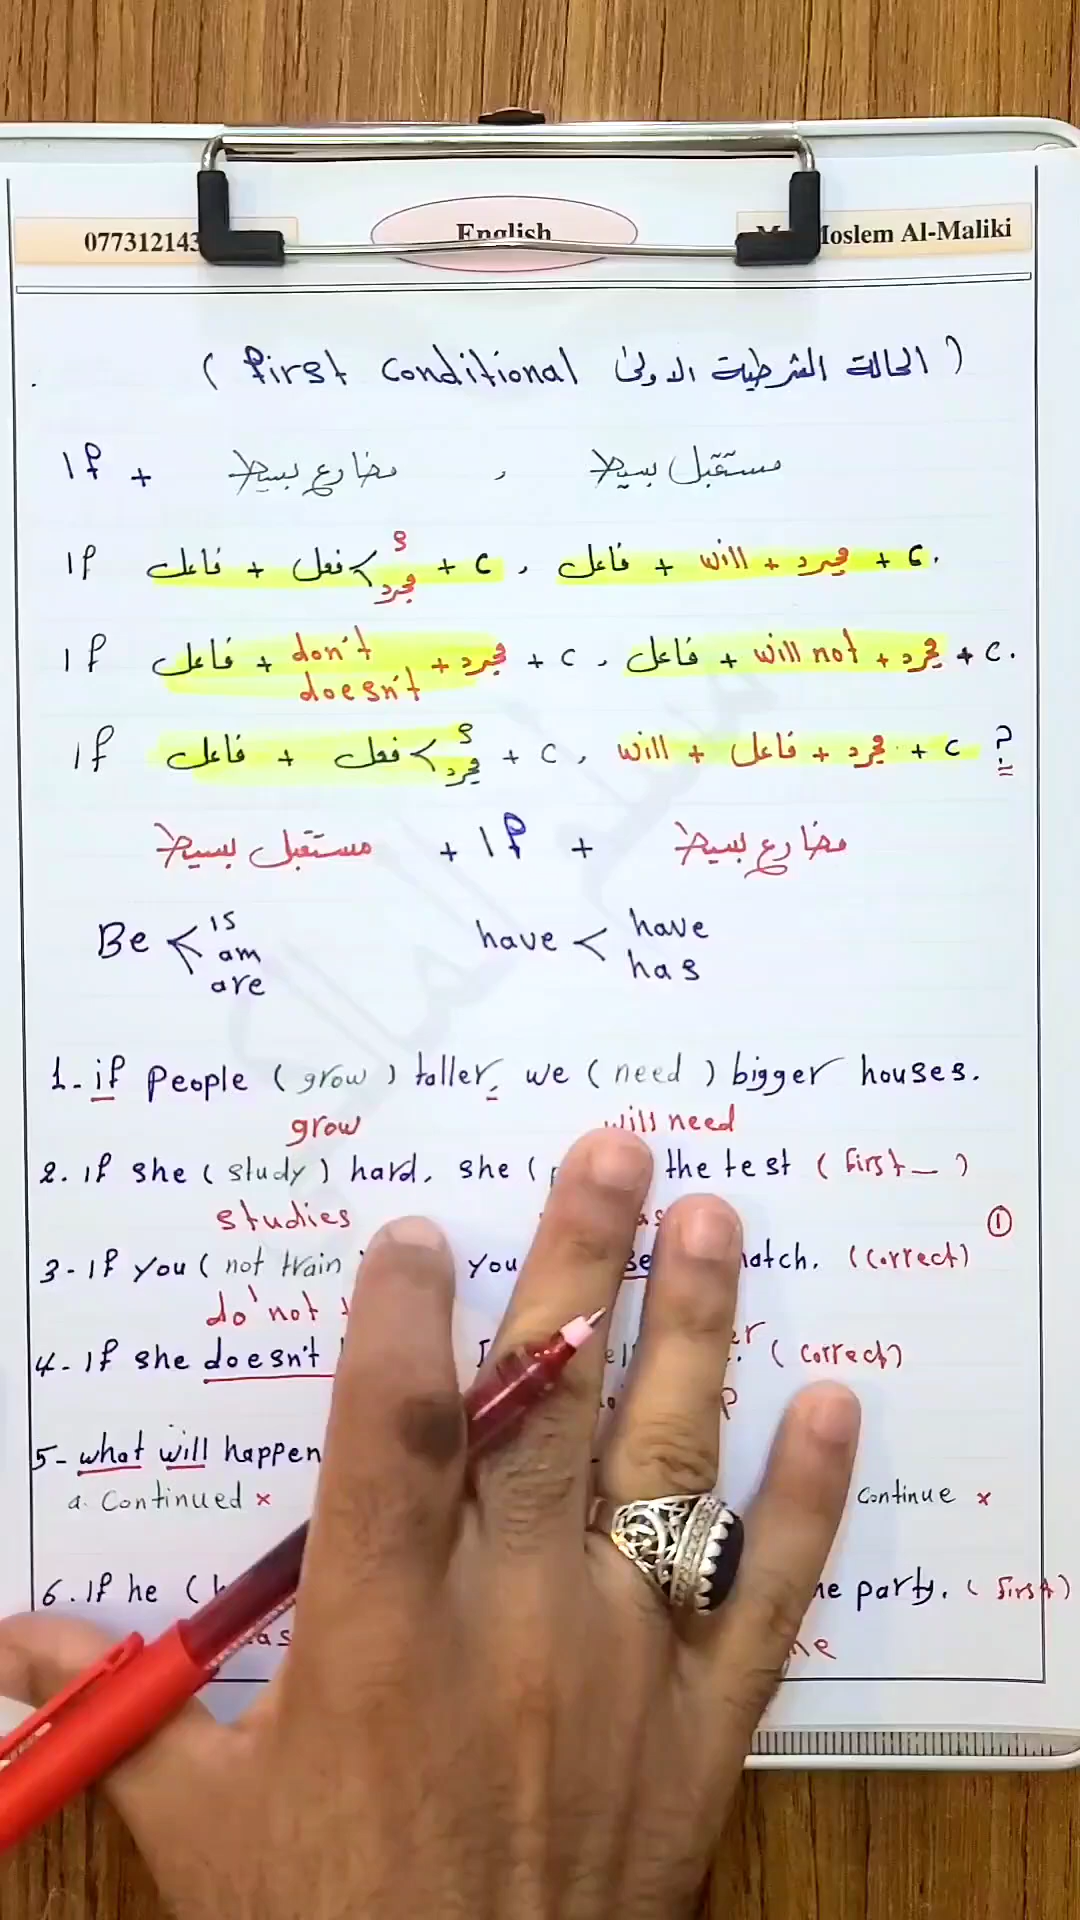 077312143
English
Moslem Al-Maliki
( first conditional الحالة الشرطية الاولى )
If + مضارع بسيط , مستقبل بسيط
If فاعل + فعل < s مجرد + c , فاعل + will + مجرد + c.
If فاعل + don't doesn't + مجرد + c , فاعل + will not + مجرد + c.
If فاعل + فعل < s مجرد + c , will + فاعل + مجرد + c ?
مستقبل بسيط + If + مضارع بسيط
Be < is am are have < have has
1- if people ( grow ) taller, we ( need ) bigger houses.
grow will need
2. if she ( study ) hard, she ( the test ( first _ )
studies
①
3- If you ( not train you match. (correct)
do'not
4- If she doesn't I (correct)
5- what will happen
a. Continued × Continue ×
6. If he ( party. ( first )